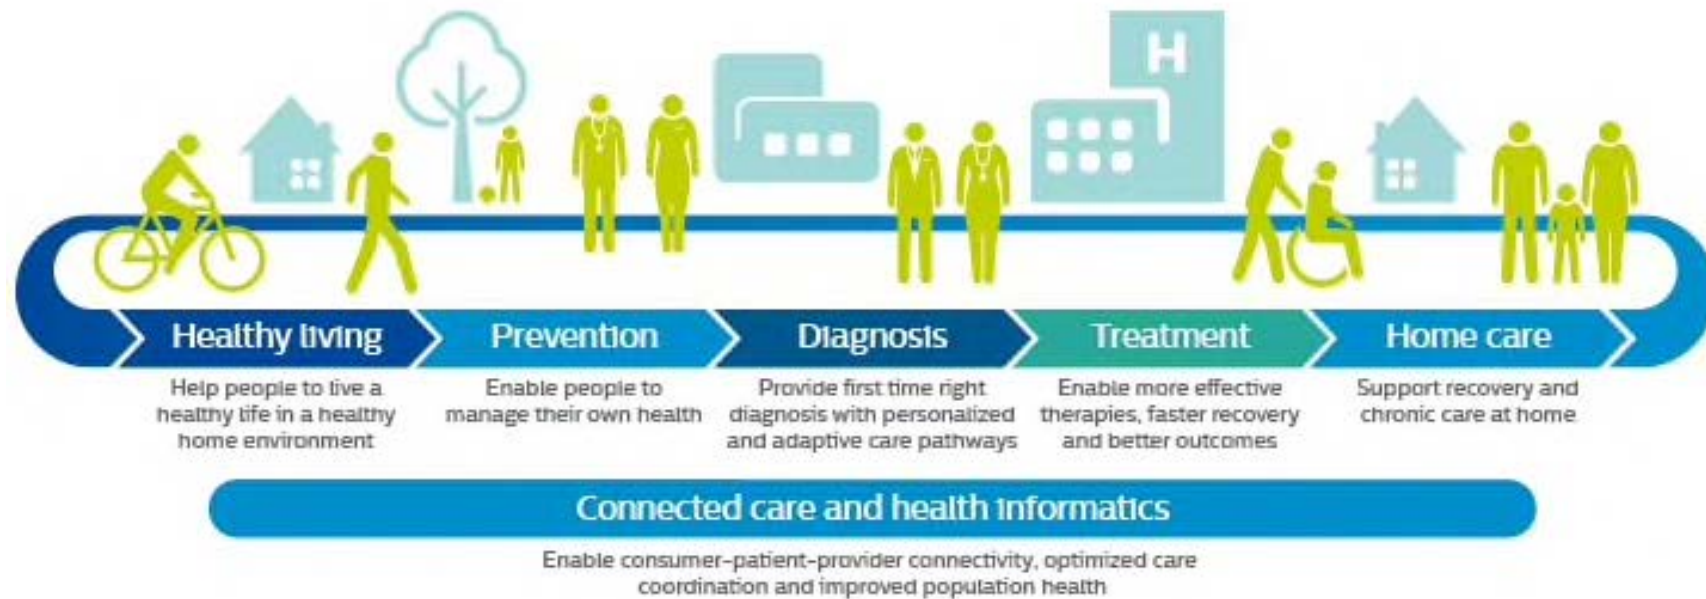 H
Healthy living
Prevention
Diagnosis
Treatment
Home care
Help people to live a
healthy life in a healthy
home environment
Enable people to
manage their own health
Provide first time right
diagnosis with personalized
and adaptive care pathways
Enable more effective
therapies, faster recovery
and better outcomes
Support recovery and
chronic care at home
Connected care and health informatics
Enable consumer-patient-provider connectivity, optimized care
coordination and improved population health